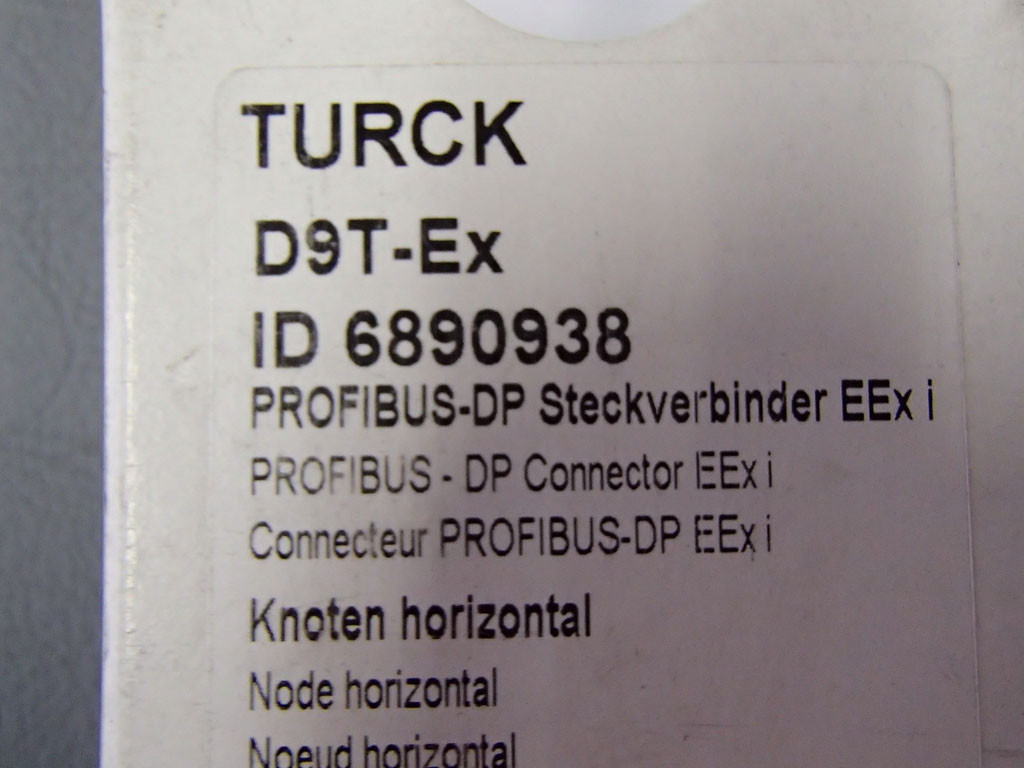 TURCK
D9T-Ex
ID 6890938
PROFIBUS-DP Steckverbinder EEx i
PROFIBUS - DP Connector EEx i
Connecteur PROFIBUS-DP EEx i
Knoten horizontal
Node horizontal
Noeud horizontal